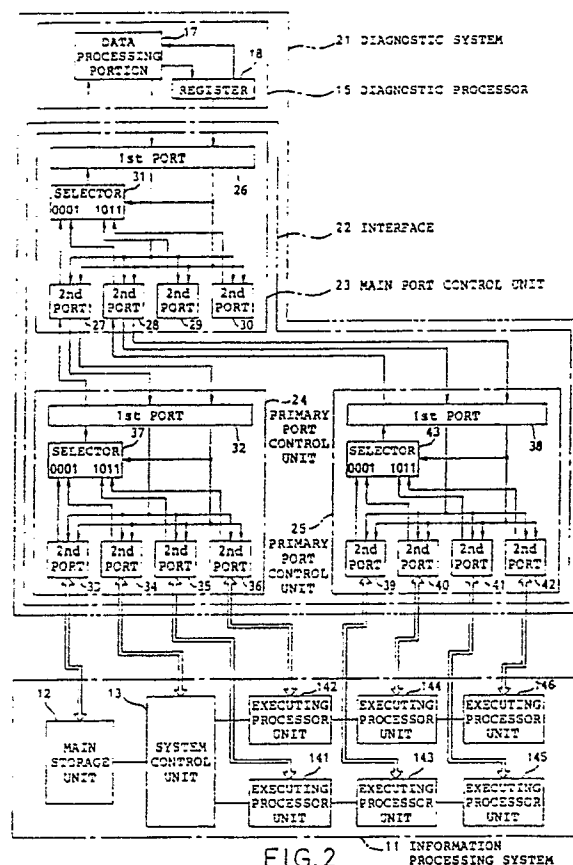 17
DATA
PROCESSING
PORTION
18
REGISTER
21 DIAGNOSTIC SYSTEM
15 DIAGNOSTIC PROCESSOR
1st PORT
26
31
SELECTOR
0001 1011
22 INTERFACE
23 MAIN PORT CONTROL UNIT
2nd PORT 27
2nd PORT 28
2nd PORT 29
2nd PORT 30
24
PRIMARY
PORT
CONTROL
UNIT
1st PORT
32
37
SELECTOR
0001 1011
2nd PORT 33
2nd PORT 34
2nd PORT 35
2nd PORT 36
25
PRIMARY
PORT
CONTROL
UNIT
1st PORT
38
43
SELECTOR
0001 1011
2nd PORT 39
2nd PORT 40
2nd PORT 41
2nd PORT 42
12
MAIN
STORAGE
UNIT
13
SYSTEM
CONTROL
UNIT
142
EXECUTING
PROCESSOR
UNIT
144
EXECUTING
PROCESSOR
UNIT
146
EXECUTING
PROCESSOR
UNIT
141
EXECUTING
PROCESSOR
UNIT
143
EXECUTING
PROCESSOR
UNIT
145
EXECUTING
PROCESSOR
UNIT
11 INFORMATION
PROCESSING SYSTEM
FIG.2